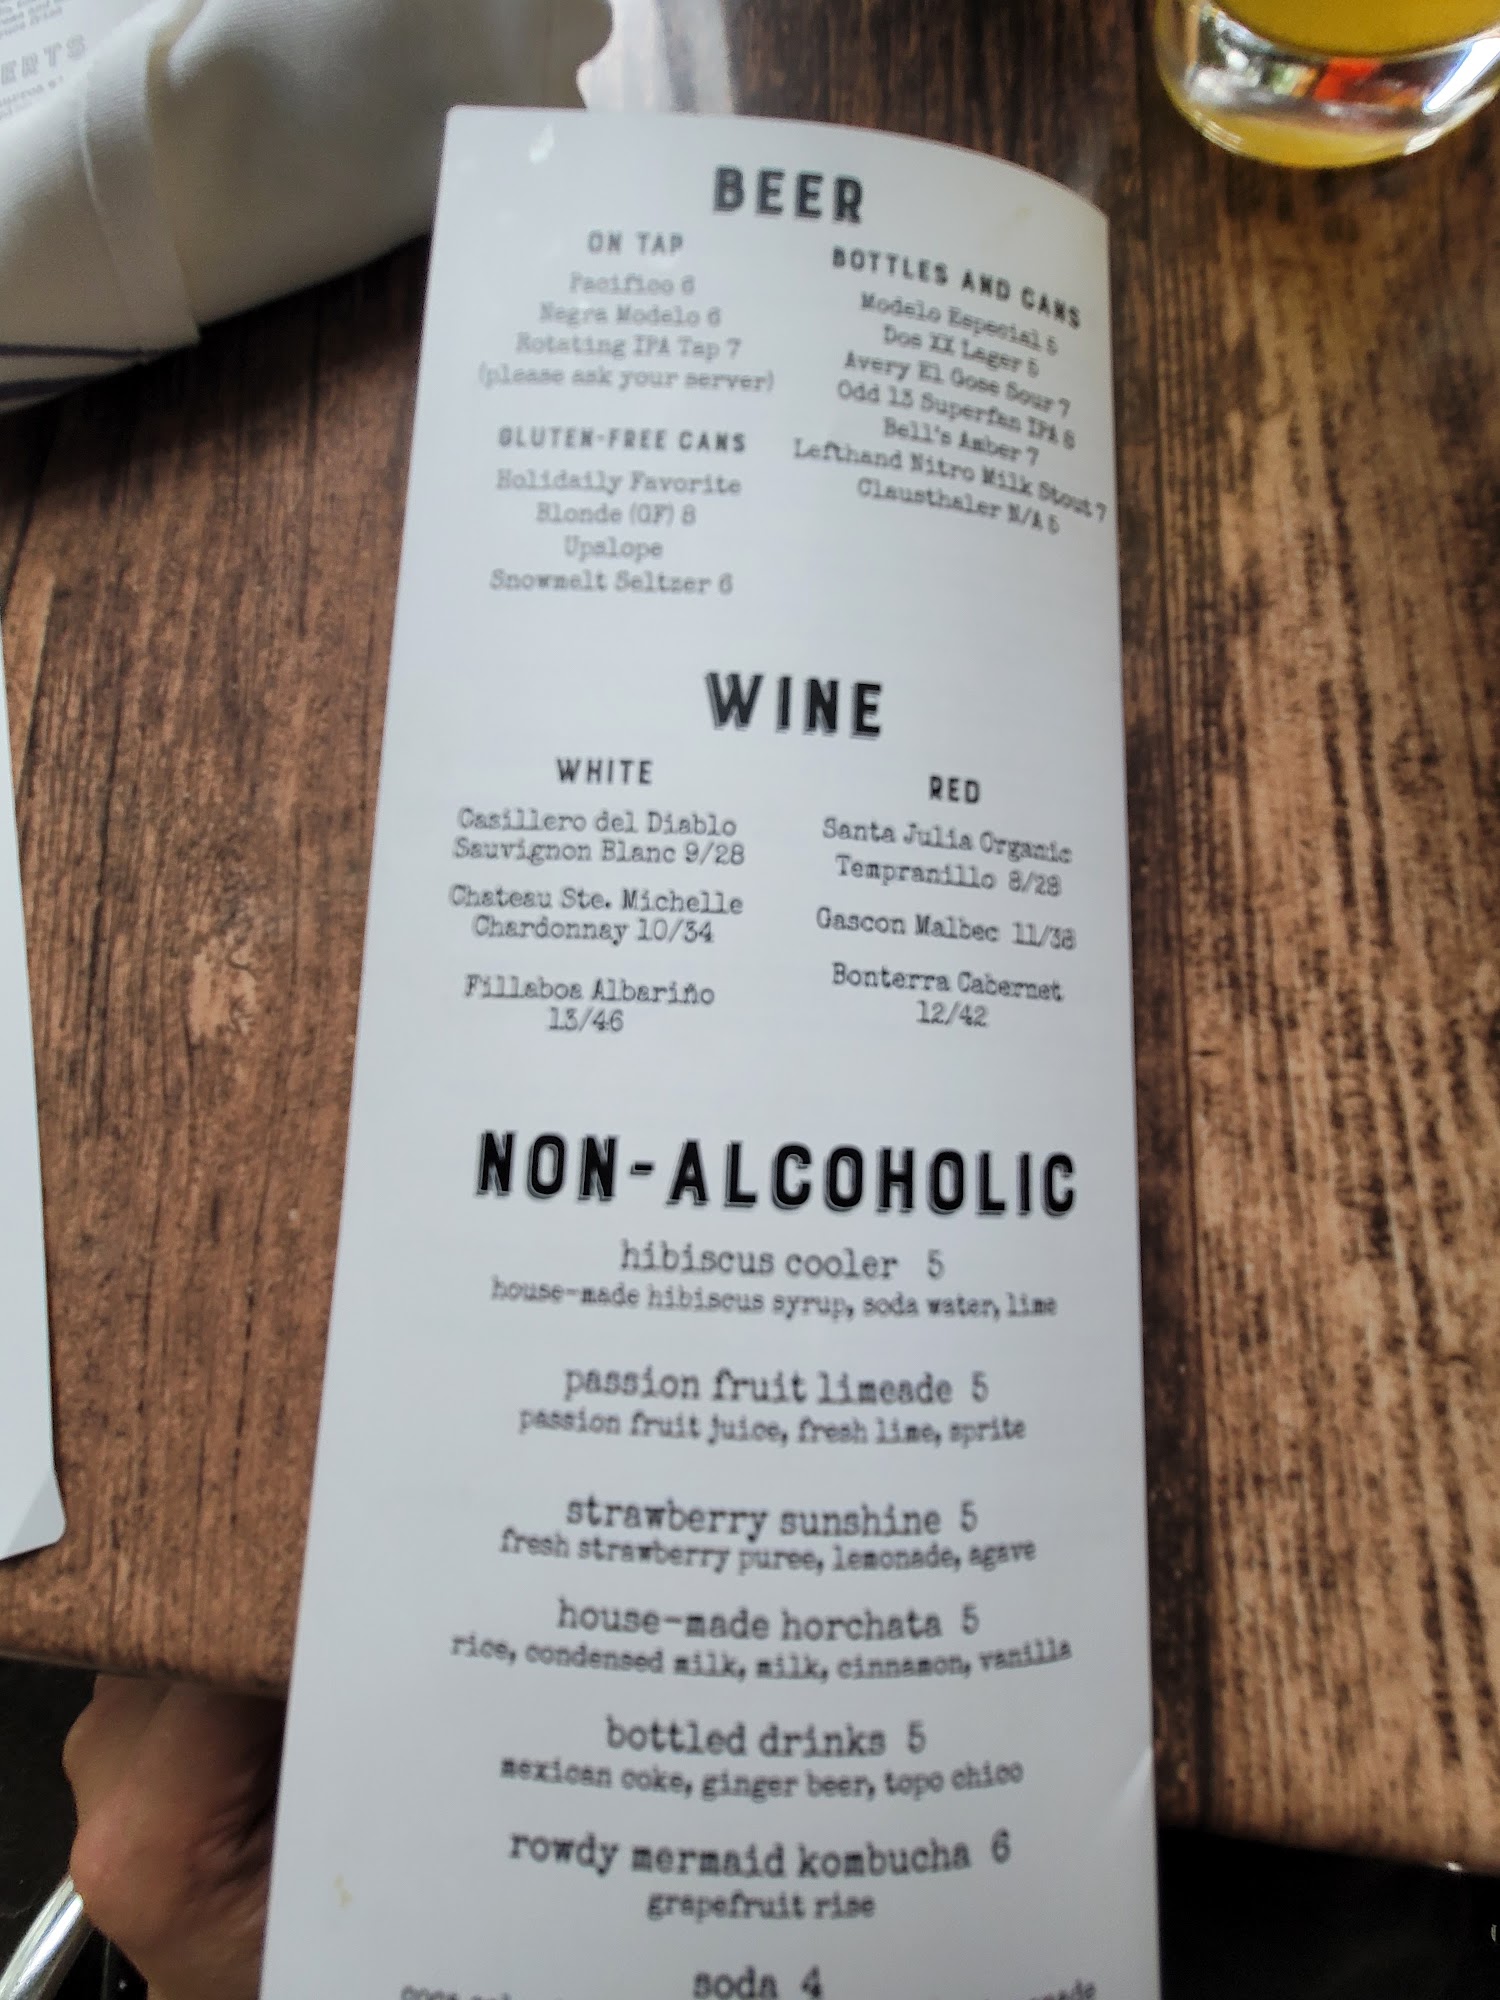 ERTS
BEER
ON TAP
Pacifico 6
Negra Modelo 6
Rotating IPA Tap 7
(please ask your server)
GLUTEN-FREE CANS
Holidaily Favorite
Blonde (GF) 8
Upslope
Snowmelt Seltzer 6
BOTTLES AND CANS
Modelo Especial 5
Dos XX Lager 5
Avery El Gose Sour 7
Odd 13 Superfan IPA
Bell's Amber 7
Lefthand Nitro Milk Stout 7
Clausthaler N/A 5
WINE
WHITE
Casillero del Diablo
Sauvignon Blanc 9/28
Chateau Ste. Michelle
Chardonnay 10/34
Fillaboa Albariño
13/46
RED
Santa Julia Organic
Tempranillo 8/28
Gascon Malbec 11/38
Bonterra Cabernet
12/42
NON-ALCOHOLIC
hibiscus cooler 5
house-made hibiscus syrup, soda water, lime
passion fruit limeade 5
passion fruit juice, fresh lime, sprite
strawberry sunshine 5
fresh strawberry puree, lemonade, agave
house-made horchata 5
rice, condensed milk, milk, cinnamon, vanilla
bottled drinks 5
mexican coke, ginger beer, topo chico
rowdy mermaid kombucha 6
grapefruit rise
soda 4